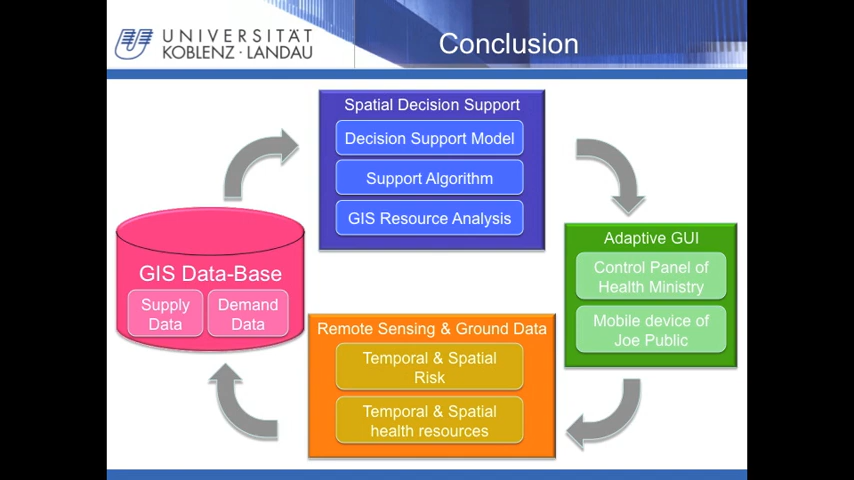 UNIVERSITÄT
KOBLENZ · LANDAU
Conclusion
Spatial Decision Support
Decision Support Model
Support Algorithm
GIS Resource Analysis
Adaptive GUI
Control Panel of
Health Ministry
Mobile device of
Joe Public
GIS Data-Base
Supply
Data
Demand
Data
Remote Sensing & Ground Data
Temporal & Spatial
Risk
Temporal & Spatial
health resources